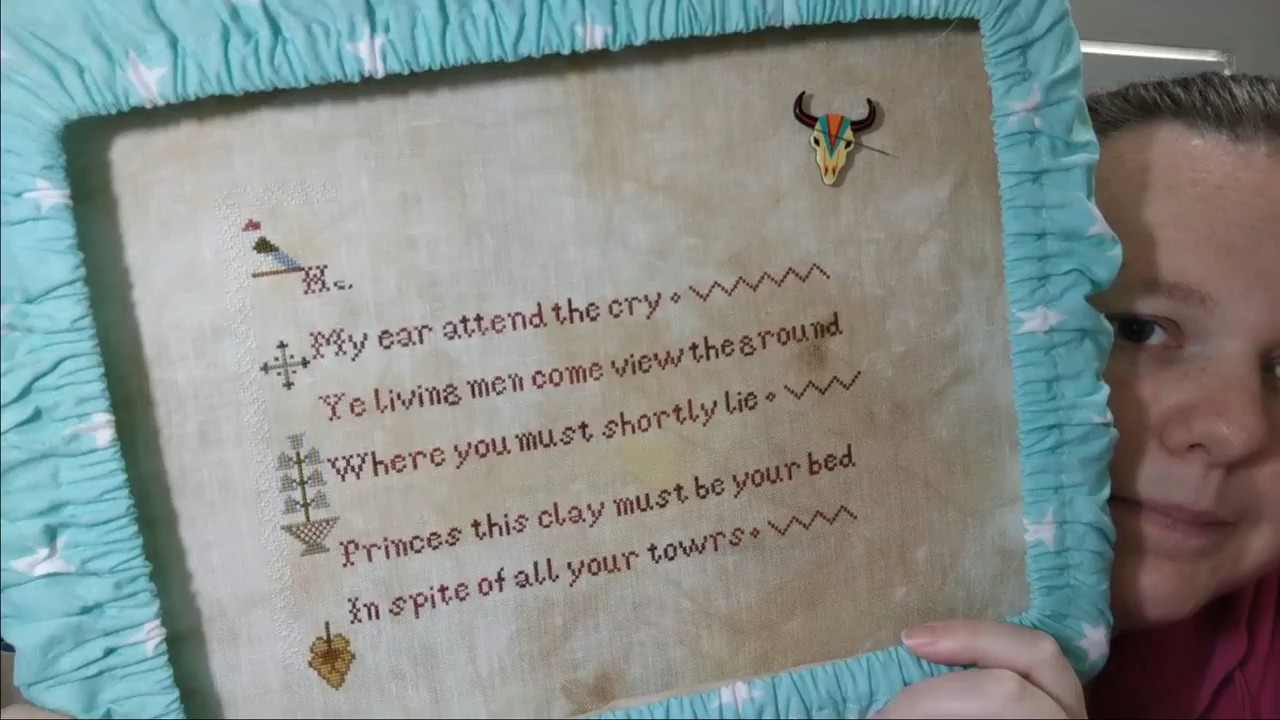 My ear attend the cry
Ye living men come view the ground
Where you must shortly lie
Princes this clay must be your bed
In spite of all your towrs